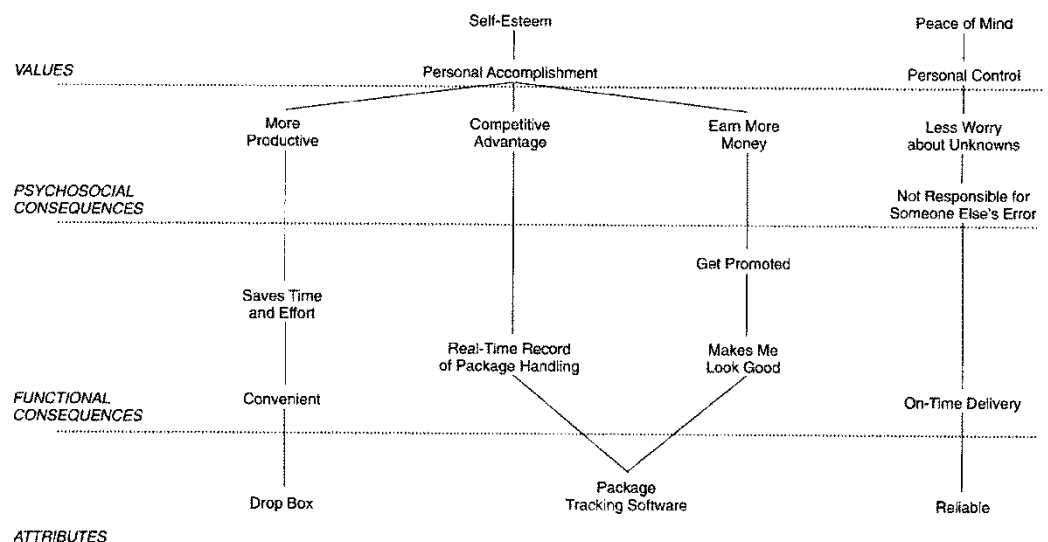 Self-Esteem
Peace of Mind
VALUES
Personal Accomplishment
Personal Control
More
Productive
Competitive
Advantage
Earn More
Money
Less Worry
about Unknowns
PSYCHOSOCIAL
CONSEQUENCES
Not Responsible for
Someone Else's Error
Get Promoted
Saves Time
and Effort
Real-Time Record
of Package Handling
Makes Me
Look Good
FUNCTIONAL
CONSEQUENCES
Convenient
On-Time Delivery
Drop Box
Package
Tracking Software
Reliable
ATTRIBUTES